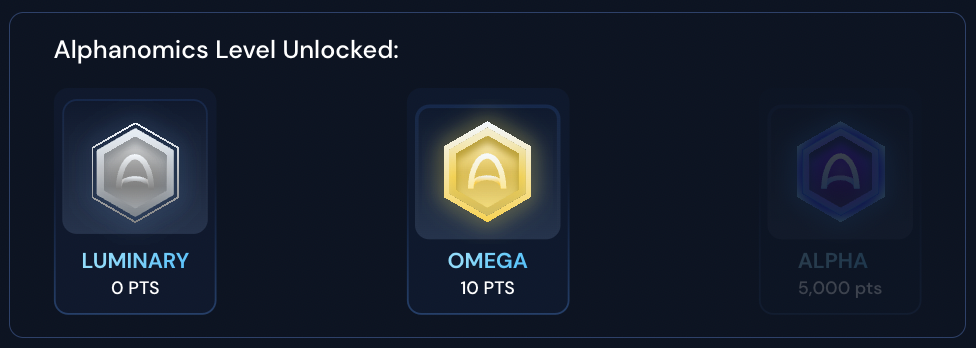 Alphanomics Level Unlocked:
LUMINARY
0 PTS
OMEGA
10 PTS
ALPHA
5,000 pts